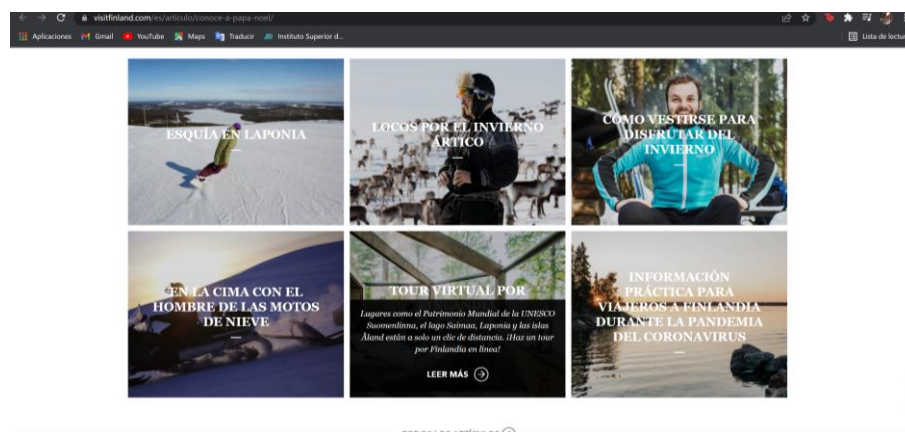 visitfinland.com/es/articulo/conoce-a-papa-noel/
Aplicaciones Gmail YouTube Maps Traducir Instituto Superior d... Lista de lectur
ESQUÍA EN LAPONIA
LOCOS POR EL INVIERNO
ÁRTICO
CÓMO VESTIRSE PARA
DISFRUTAR DEL
INVIERNO
EN LA CIMA CON EL
HOMBRE DE LAS MOTOS
DE NIEVE
TOUR VIRTUAL POR
Lugares como el Patrimonio Mundial de la UNESCO
Suomenlinna, el lago Saimaa, Laponia y las islas
Åland están a solo un clic de distancia. ¡Haz un tour
por Finlandia en línea!
LEER MÁS
INFORMACIÓN
PRÁCTICA PARA
VIAJEROS A FINLANDIA
DURANTE LA PANDEMIA
DEL CORONAVIRUS